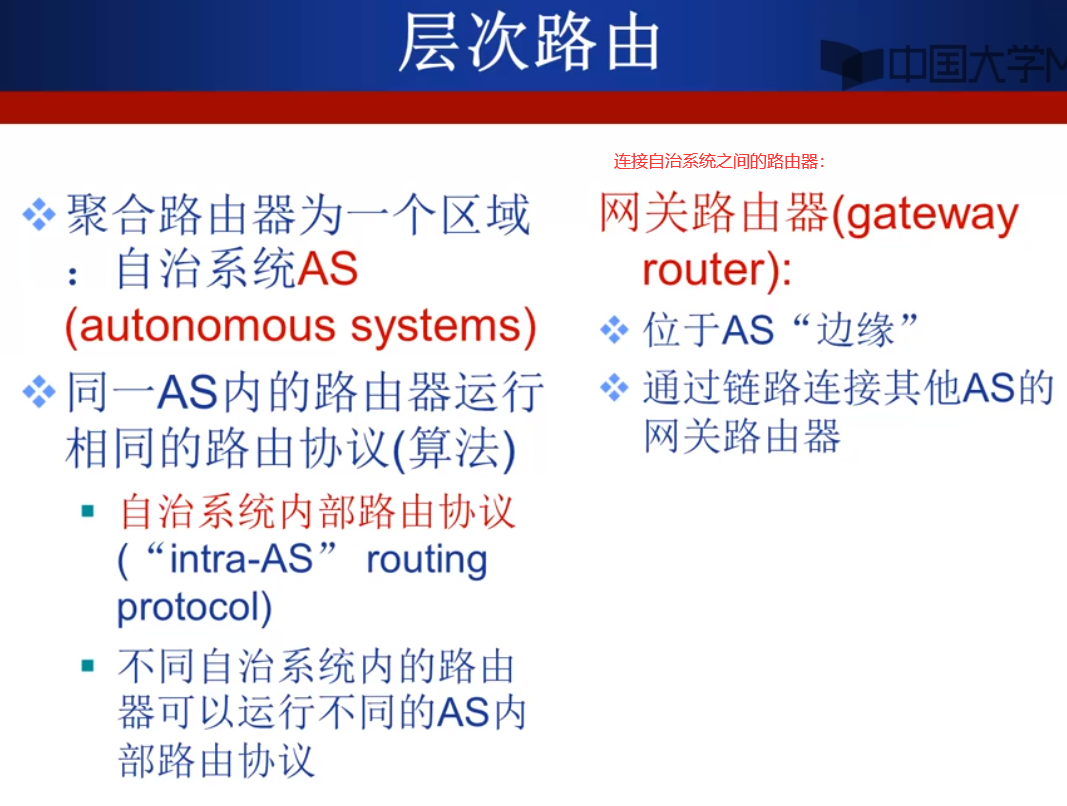 层次路由
中国大学M
聚合路由器为一个区域
：自治系统AS
(autonomous systems)
同一AS内的路由器运行
相同的路由协议(算法)
自治系统内部路由协议
(“intra-AS” routing
protocol)
不同自治系统内的路由
器可以运行不同的AS内
部路由协议
连接自治系统之间的路由器：
网关路由器(gateway
router):
位于AS“边缘”
通过链路连接其他AS的
网关路由器